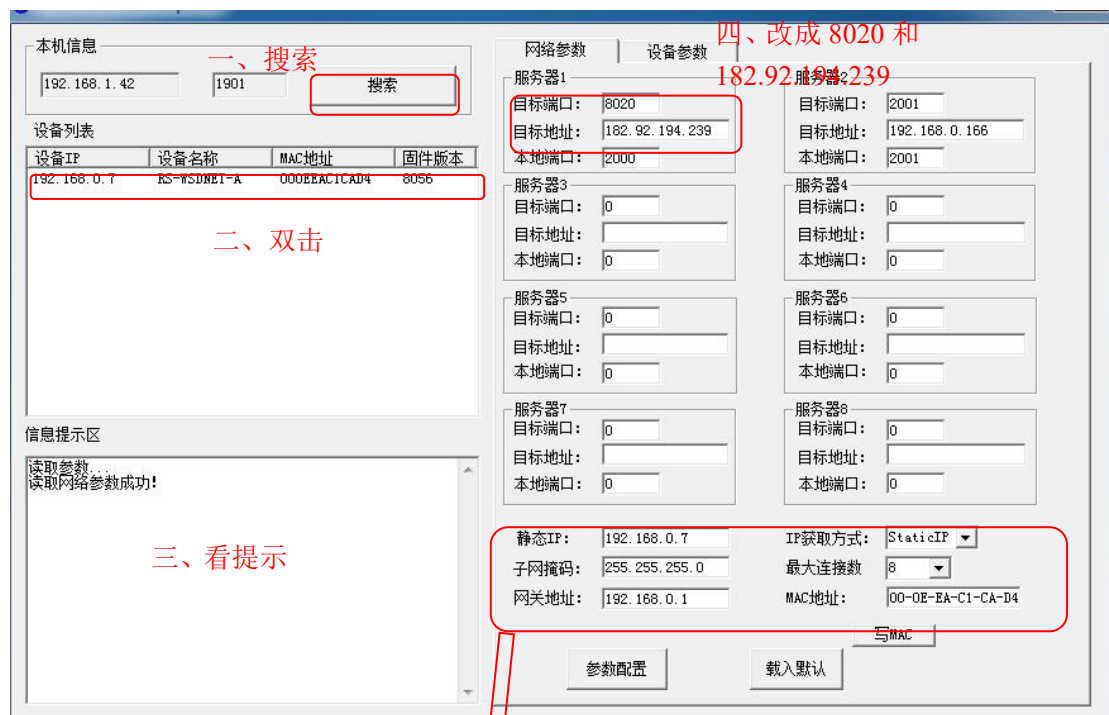 本机信息
一、搜索
192.168.1.42
1901
搜索
设备列表
设备IP 设备名称 MAC地址 固件版本
192.168.0.7 RS-WSDNET-A 000EEAC1CAD4 8056
二、双击
信息提示区
读取参数...
读取网络参数成功!
三、看提示
网络参数
设备参数
四、改成 8020 和
182.92.194.239
服务器1
目标端口: 8020
目标地址: 182.92.194.239
本地端口: 2000
服务器2
目标端口: 2001
目标地址: 192.168.0.166
本地端口: 2001
服务器3
目标端口: 0
目标地址:
本地端口: 0
服务器4
目标端口: 0
目标地址:
本地端口: 0
服务器5
目标端口: 0
目标地址:
本地端口: 0
服务器6
目标端口: 0
目标地址:
本地端口: 0
服务器7
目标端口: 0
目标地址:
本地端口: 0
服务器8
目标端口: 0
目标地址:
本地端口: 0
静态IP: 192.168.0.7
IP获取方式: StaticIP
子网掩码: 255.255.255.0
最大连接数 8
网关地址: 192.168.0.1
MAC地址: 00-0E-EA-C1-CA-D4
写MAC
参数配置
载入默认